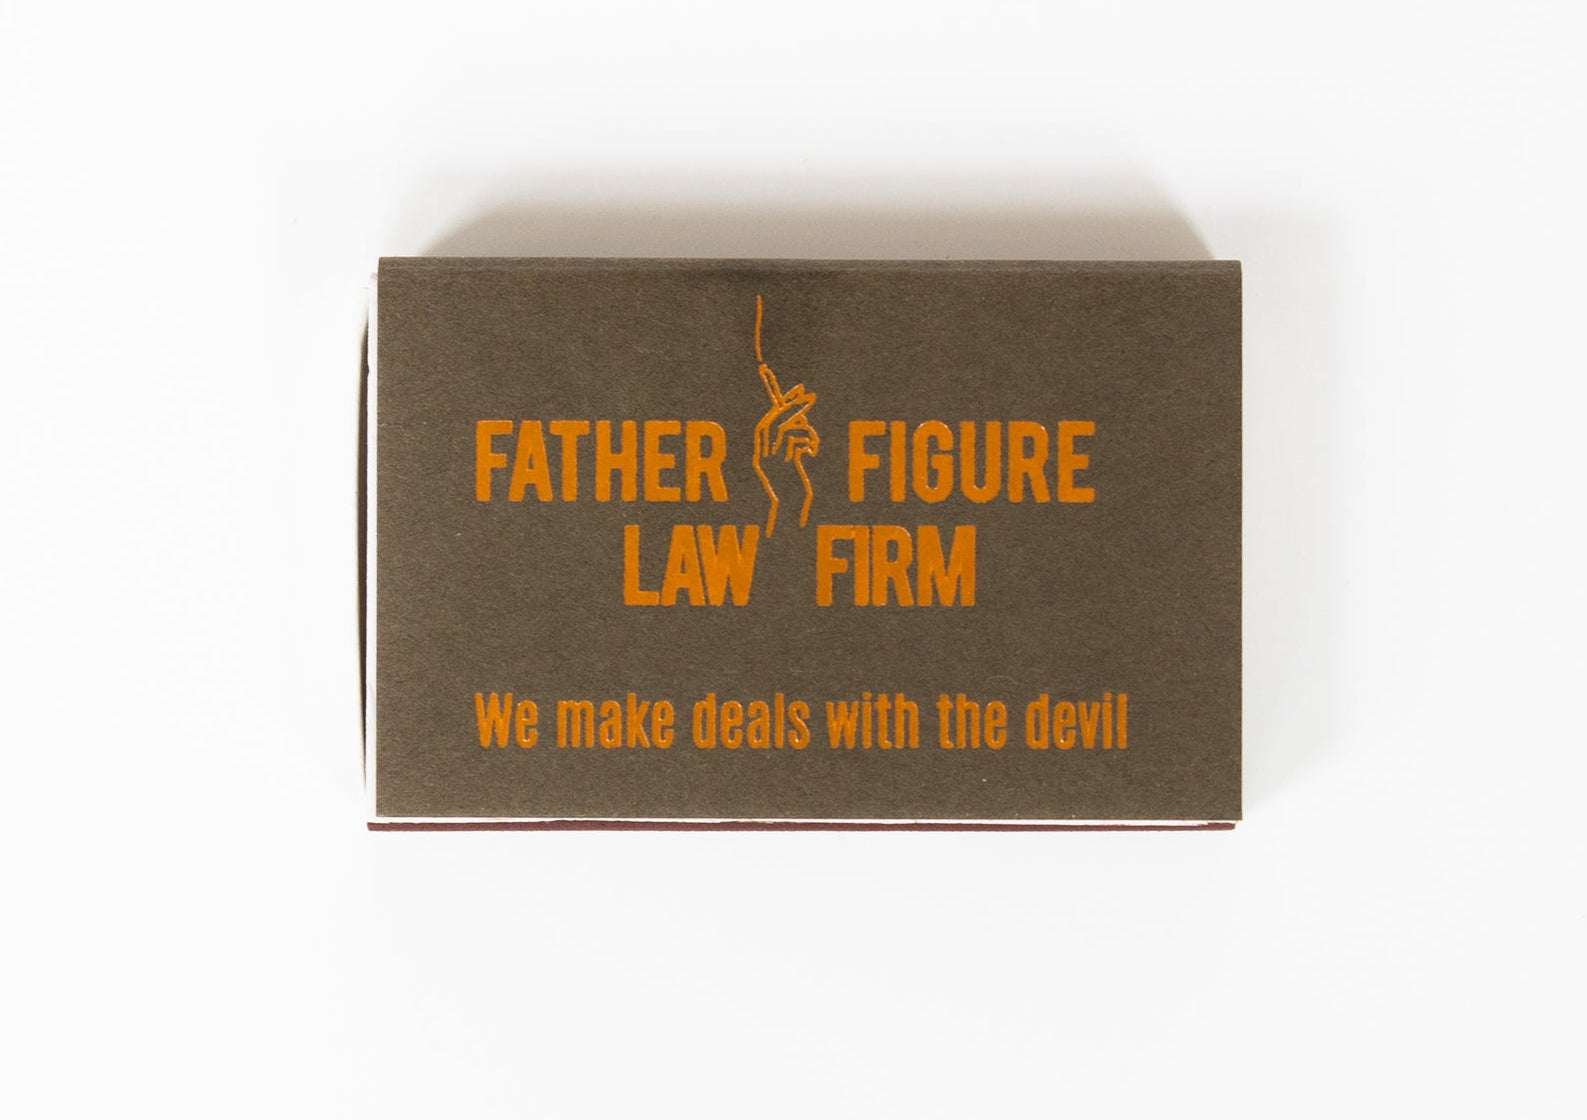 FATHER FIGURE
LAW FIRM
We make deals with the devil